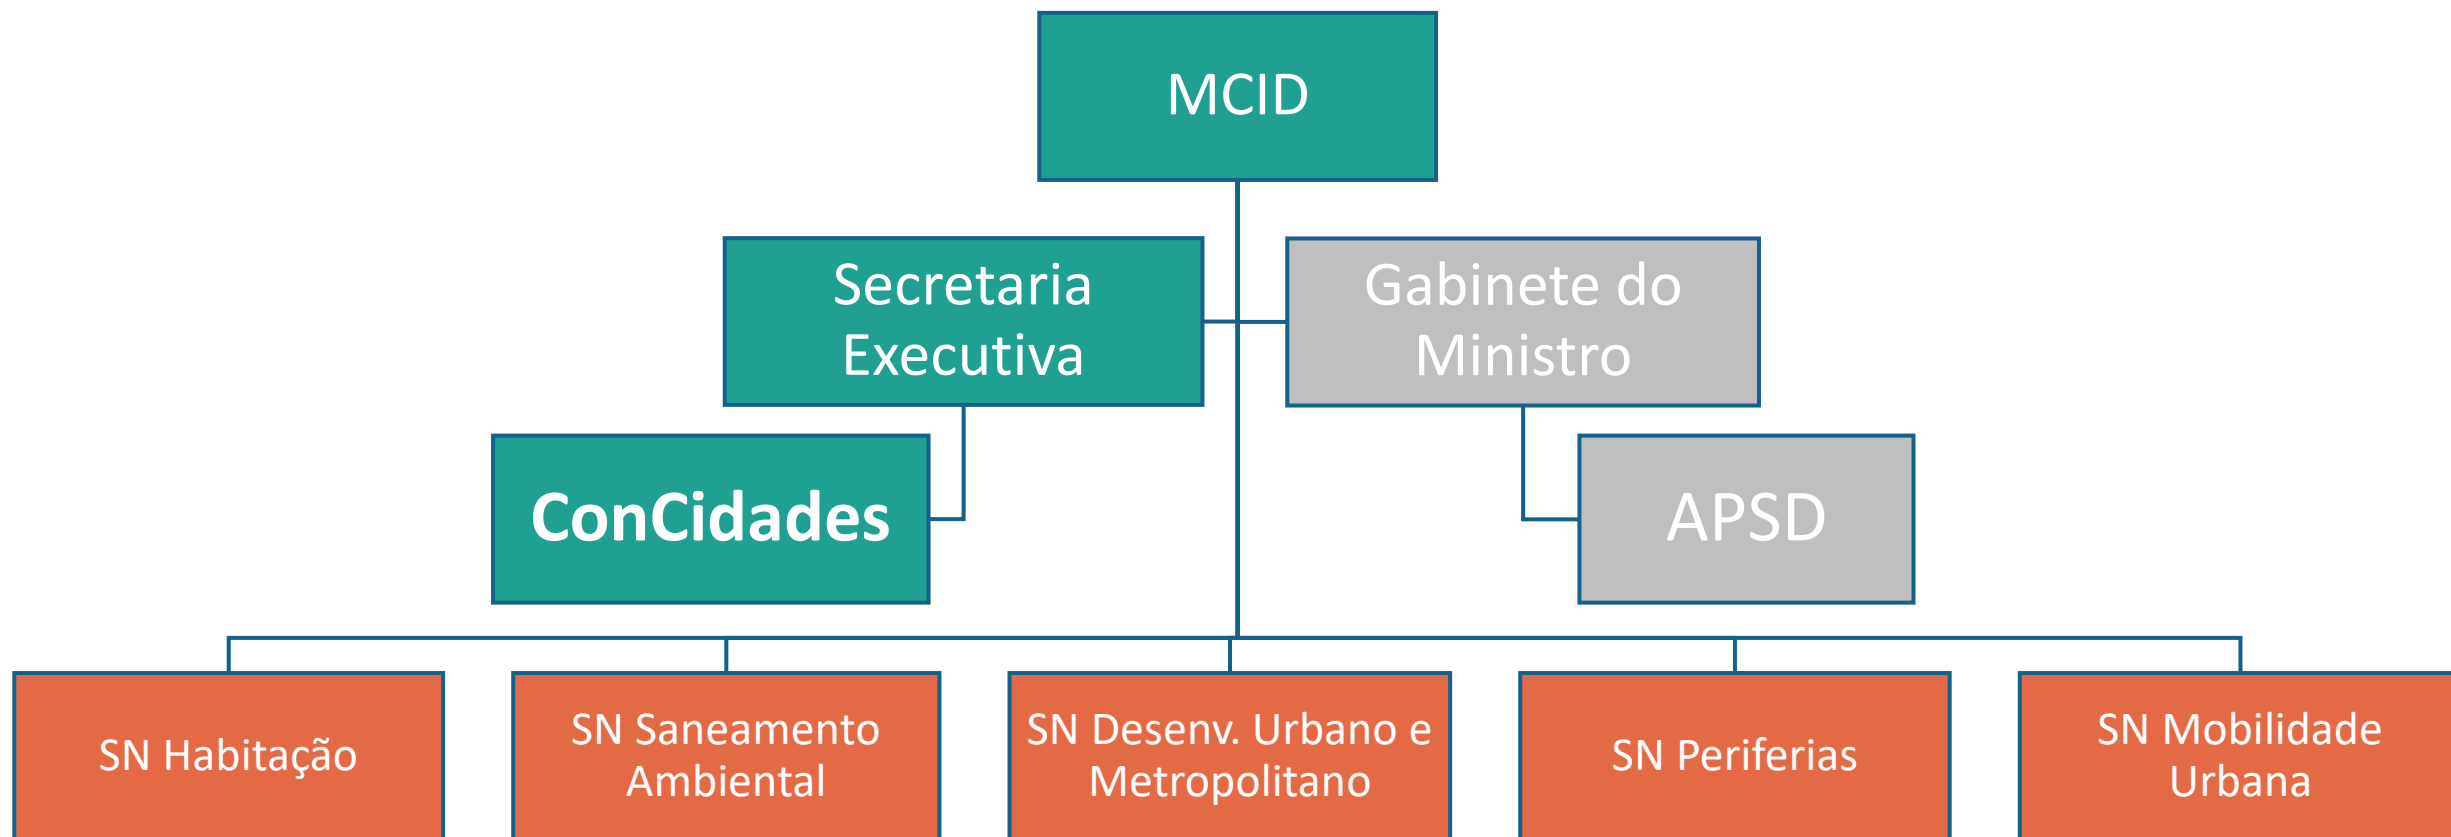 MCID
Secretaria
Executiva
Gabinete do
Ministro
ConCidades
APSD
SN Habitação
SN Saneamento
Ambiental
SN Desenv. Urbano e
Metropolitano
SN Periferias
SN Mobilidade
Urbana